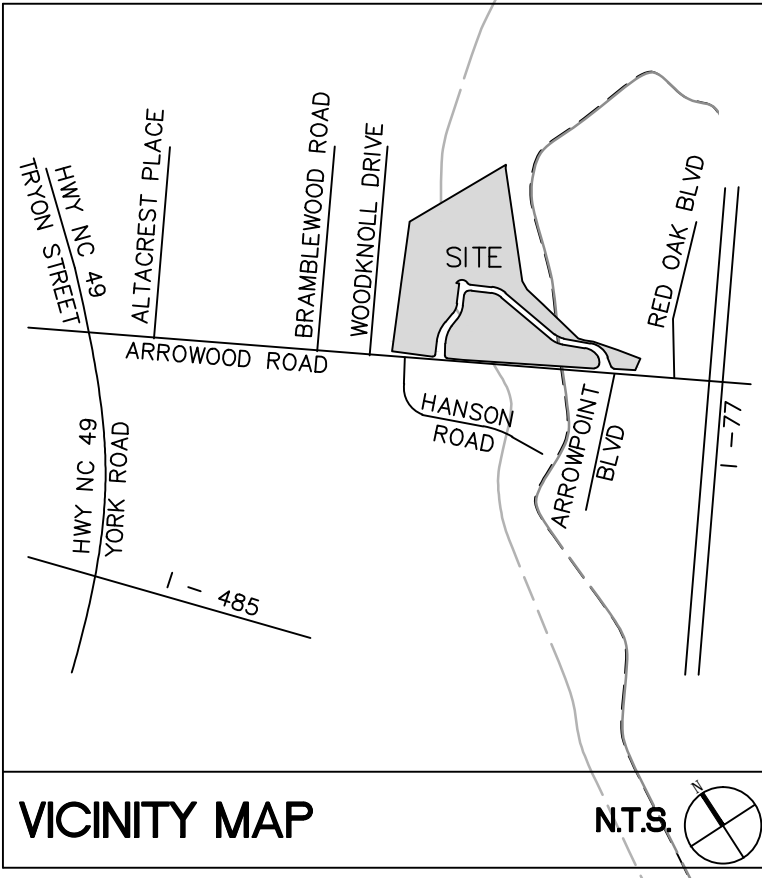 HWY NC 49
TRYON STREET
ALTACREST PLACE
BRAMBLEWOOD ROAD
WOODKNOLL DRIVE
SITE
RED OAK BLVD
ARROWOOD ROAD
HANSON
ROAD
ARROWPOINT
BLVD
I-77
HWY NC 49
YORK ROAD
I - 485
VICINITY MAP
N.T.S.
N